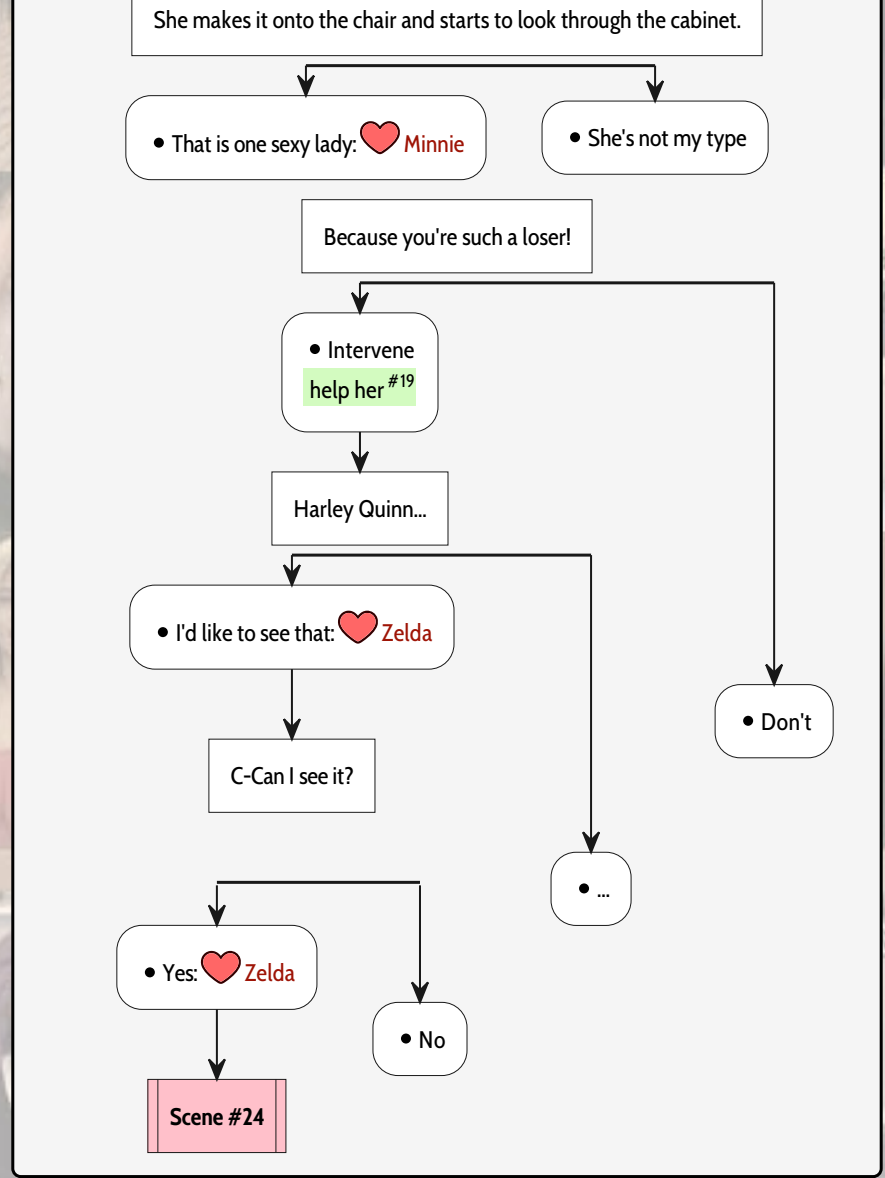 She makes it onto the chair and starts to look through the cabinet.
• That is one sexy lady: Minnie
• She's not my type
Because you're such a loser!
• Intervene
help her #19
Harley Quinn...
• I'd like to see that: Zelda
• Don't
C-Can I see it?
• ...
• Yes: Zelda
• No
Scene #24